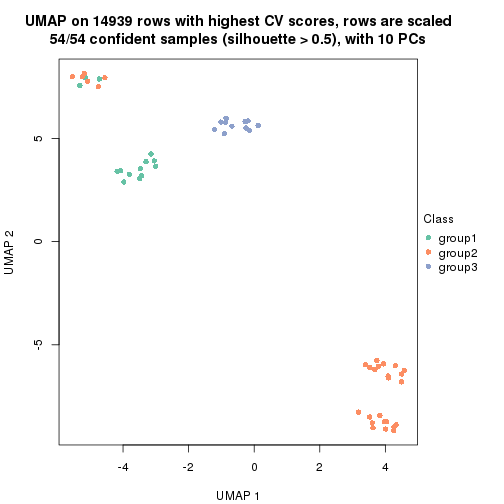 UMAP on 14939 rows with highest CV scores, rows are scaled
54/54 confident samples (silhouette > 0.5), with 10 PCs
5
0
-5
UMAP 2
-4
-2
0
2
4
UMAP 1
Class
group1
group2
group3